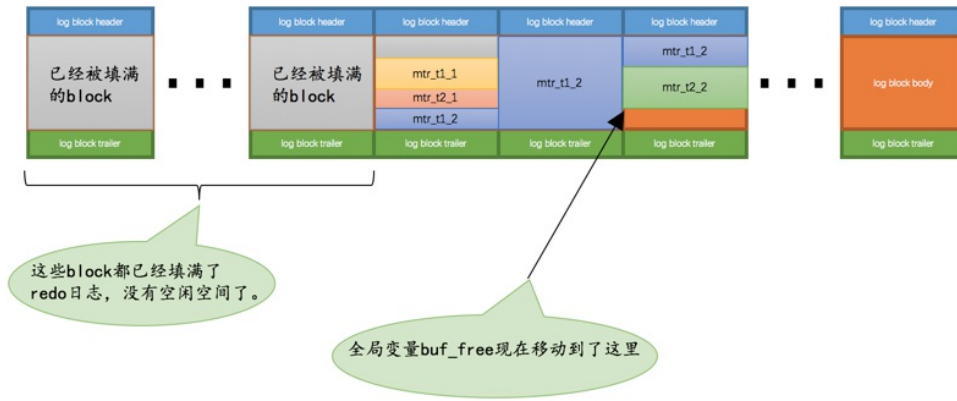 log block header
log block header
log block header
log block header
log block header
log block header
已经被填满
的block
已经被填满
的block
mtr_t1_1
mtr_t2_1
mtr_t1_2
mtr_t1_2
mtr_t1_2
mtr_t2_2
log block body
log block trailer
log block trailer
log block trailer
log block trailer
log block trailer
log block trailer
这些block都已经填满了
redo日志，没有空闲空间了。
全局变量buf_free现在移动到了这里